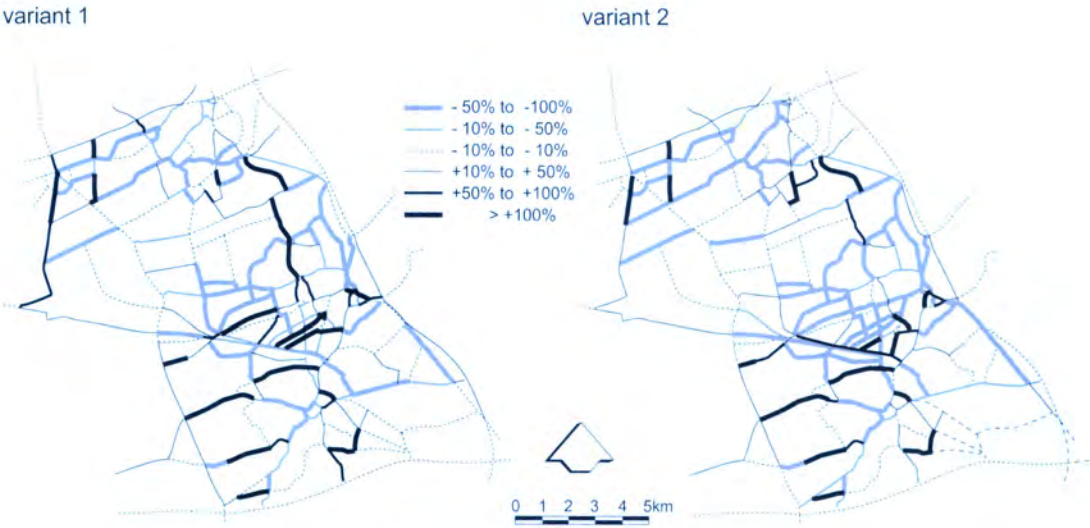 variant 1
variant 2
- 50% to -100%
- 10% to - 50%
- 10% to - 10%
+10% to + 50%
+50% to +100%
> +100%
0 1 2 3 4 5km